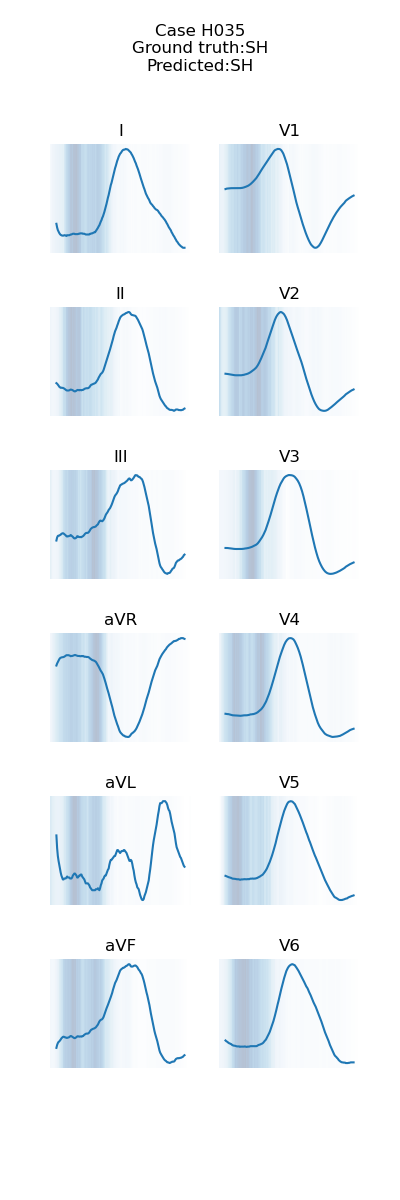 Case H035
Ground truth:SH
Predicted:SH
I
V1
II
V2
III
V3
aVR
V4
aVL
V5
aVF
V6